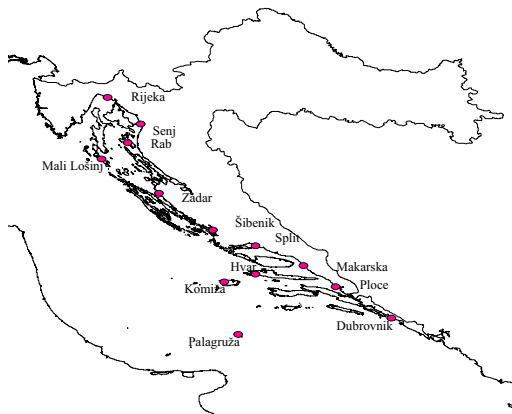 Rijeka
Senj
Rab
Mali Lošinj
Zadar
Šibenik
Split
Hvar
Makarska
Komiža
Ploce
Dubrovnik
Palagruža